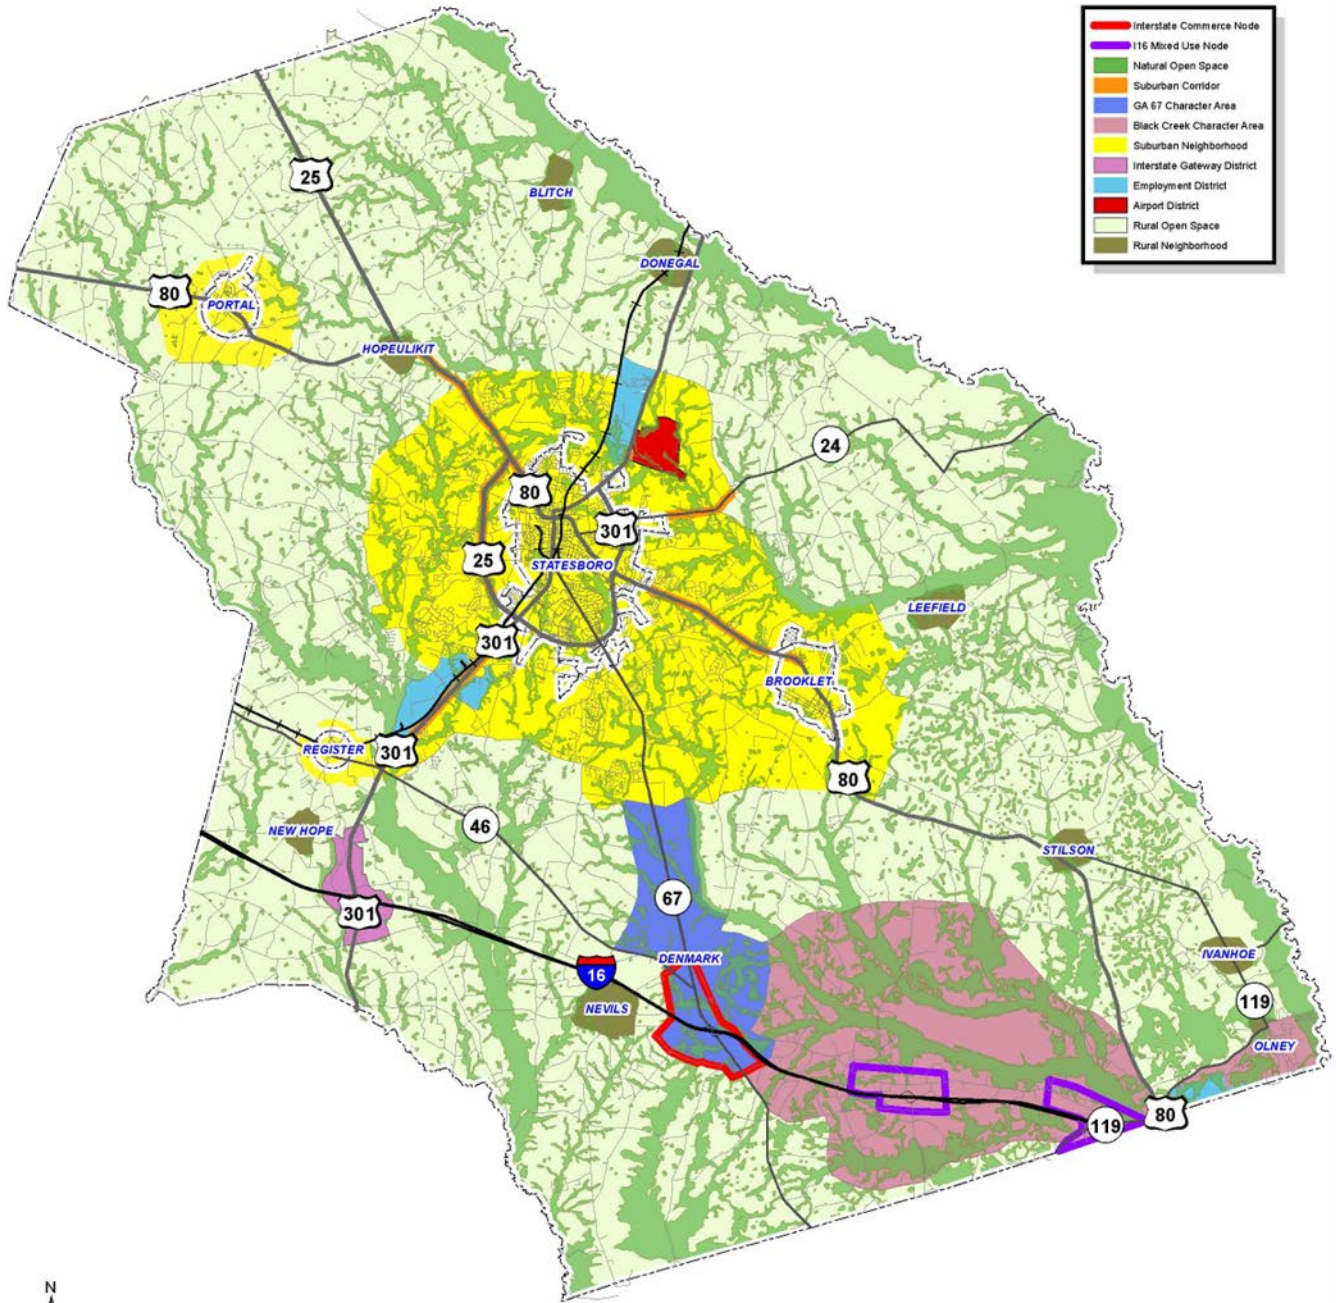 Interstate Commerce Node
I16 Mixed Use Node
Natural Open Space
Suburban Corridor
GA 67 Character Area
Black Creek Character Area
Suburban Neighborhood
Interstate Gateway District
Employment District
Airport District
Rural Open Space
Rural Neighborhood
25
BLITCH
DONEGAL
80
PORTAL
HOPEULIKIT
24
80
301
25
STATESBORO
LEEFIELD
301
BROOKLET
REGISTER
301
80
46
NEW HOPE
STILSON
67
301
DENMARK
IVANHOE
16
NEVILS
119
OLNEY
119
80
N